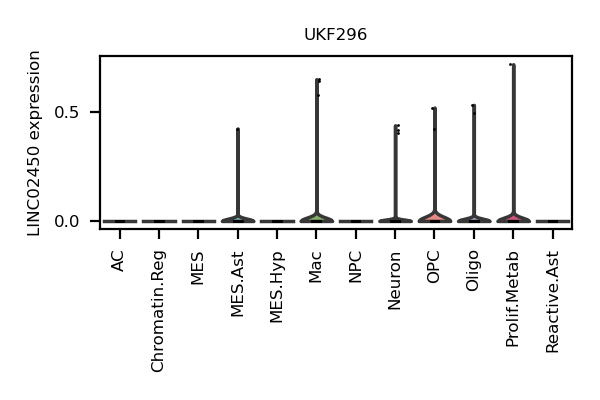 UKF296
LINC02450 expression
0.5
0.0
AC
Chromatin.Reg
MES
MES.Ast
MES.Hyp
Mac
NPC
Neuron
OPC
Oligo
Prolif.Metab
Reactive.Ast